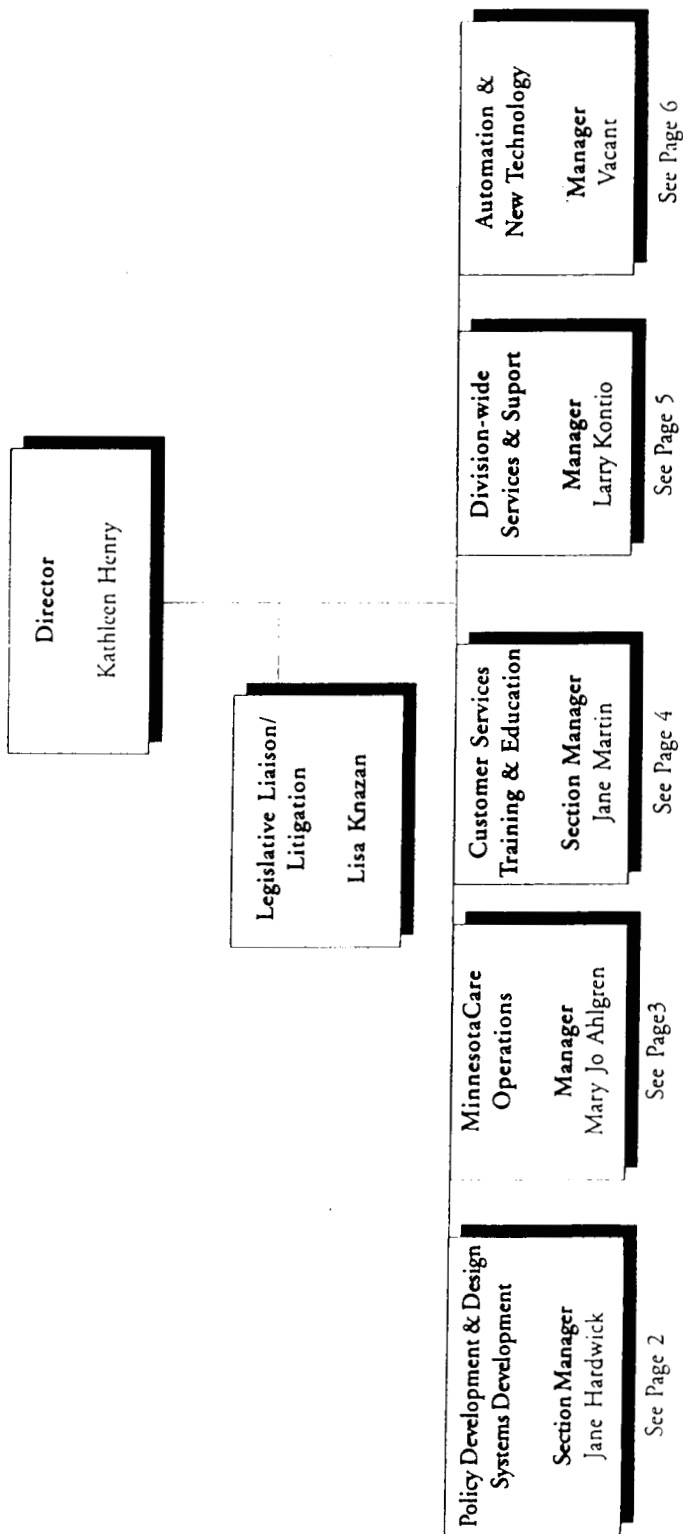 Director
Kathleen Henry
Legislative Liaison/
Litigation
Lisa Knazan
Policy Development & Design
Systems Development
Section Manager
Jane Hardwick
See Page 2
MinnesotaCare
Operations
Manager
Mary Jo Ahlgren
See Page3
Customer Services
Training & Education
Section Manager
Jane Martin
See Page 4
Division-wide
Services & Suport
Manager
Larry Kontio
See Page 5
Automation &
New Technology
Manager
Vacant
See Page 6